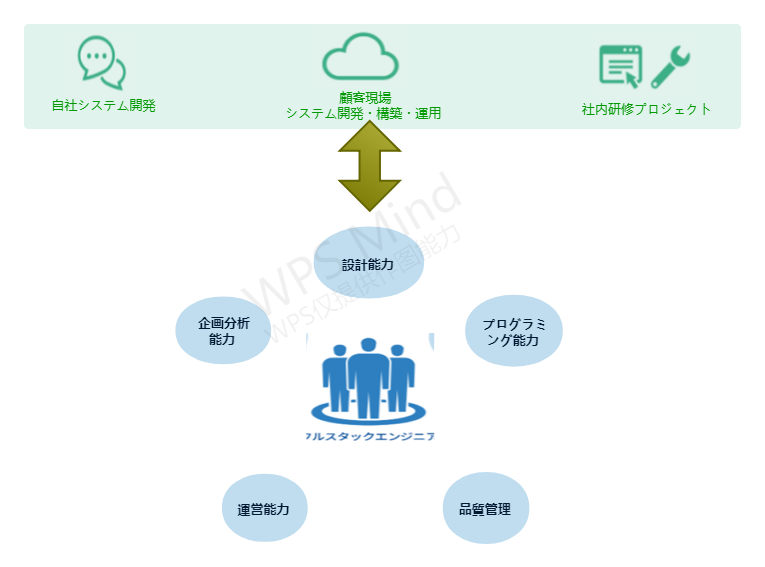 自社システム開発
顧客現場
システム開発・構築・運用
社内研修プロジェクト
WPS Mind
WPS仅提供作图能力
設計能力
企画分析
能力
プログラミ
ング能力
ルスタックエンジニア
運営能力
品質管理